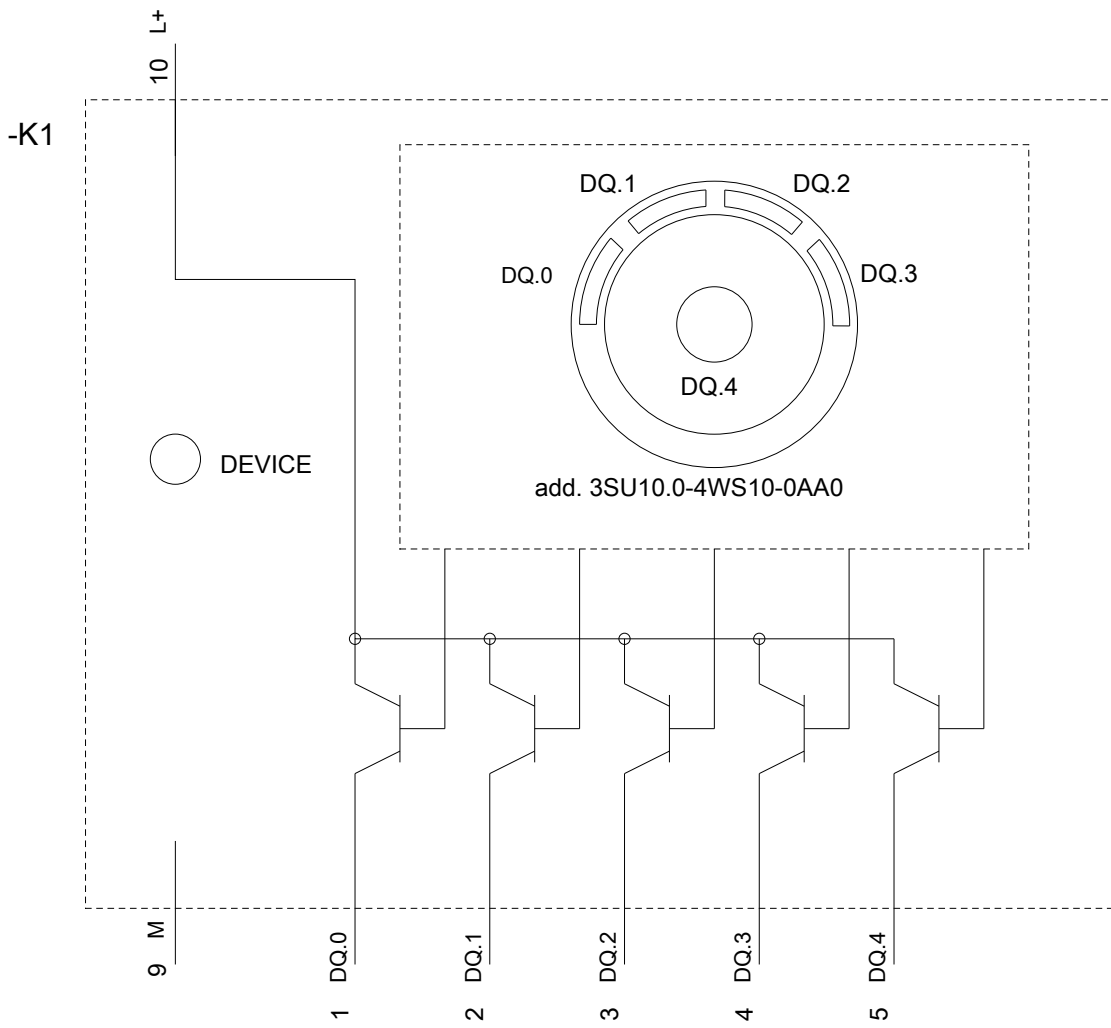 L+
10
-K1
DQ.1
DQ.2
DQ.0
DQ.3
DQ.4
DEVICE
add. 3SU10.0-4WS10-0AA0
M
9
DQ.0
1
DQ.1
2
DQ.2
3
DQ.3
4
DQ.4
5